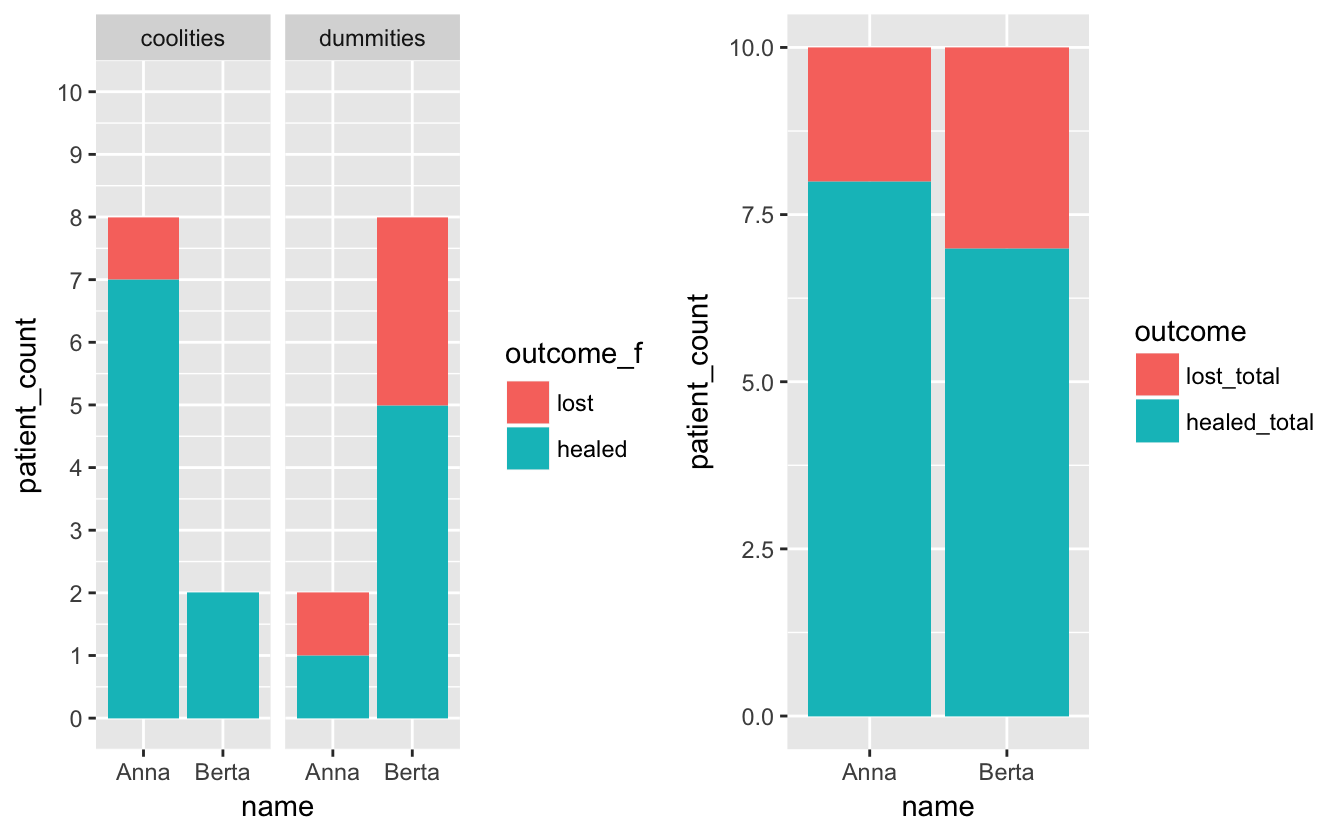 coolities dummities
10
9
8
7
6
5
4
3
2
1
0
patient_count
Anna Berta Anna Berta
name
outcome_f
lost
healed
10.0
7.5
5.0
2.5
0.0
patient_count
Anna Berta
name
outcome
lost_total
healed_total